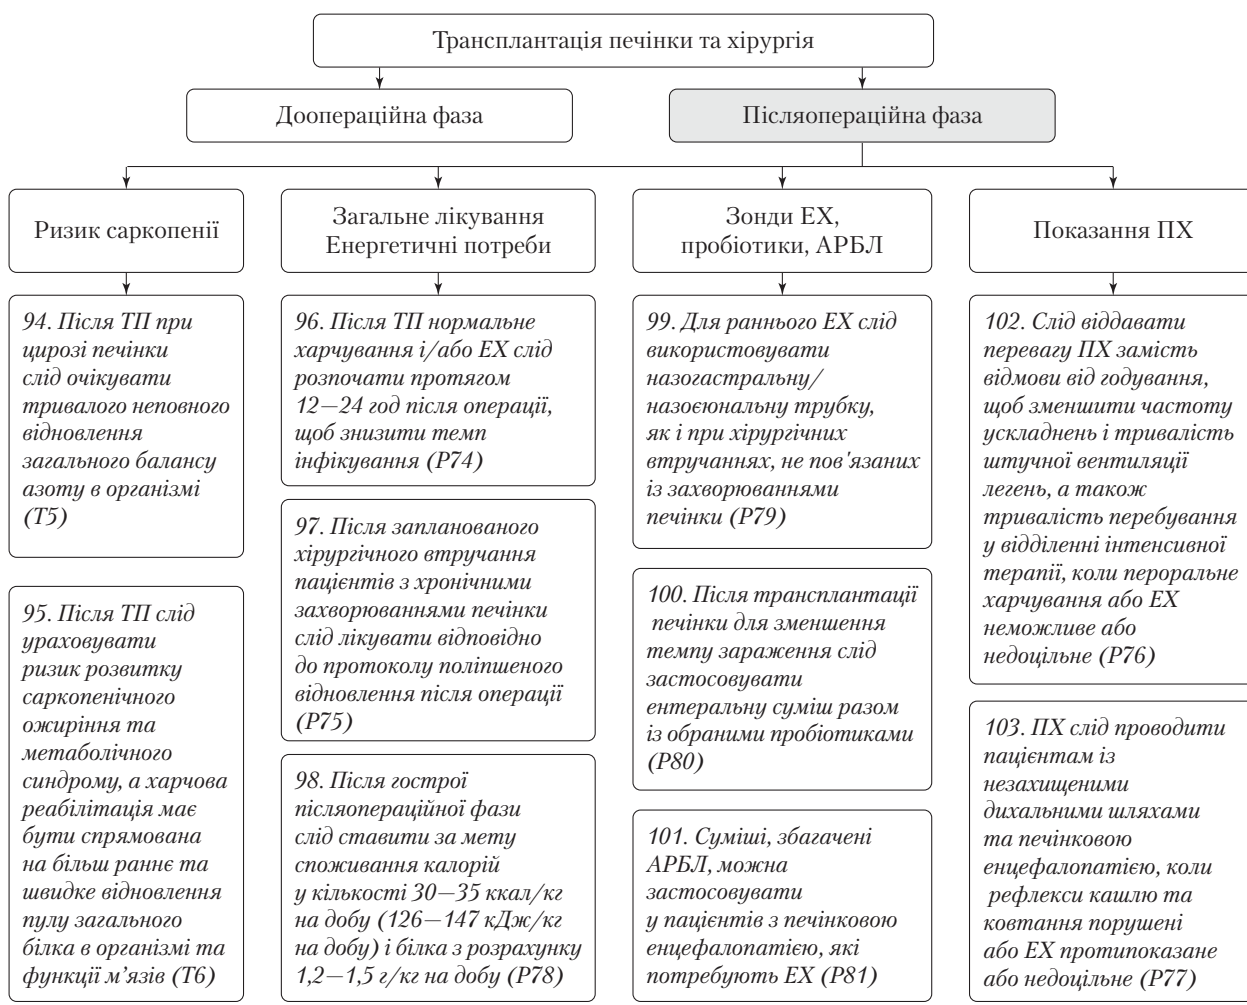 Трансплантація печінки та хірургія
Доопераційна фаза
Післяопераційна фаза
Ризик саркопенії
Загальне лікування
Енергетичні потреби
Зонди ЕХ,
пробіотики, АРБЛ
Показання ПХ
94. Після ТП при
цирозі печінки
слід очікувати
тривалого неповного
відновлення
загального балансу
азоту в організмі
(Т5)
95. Після ТП слід
ураховувати
ризик розвитку
саркопенічного
ожиріння та
метаболічного
синдрому, а харчова
реабілітація має
бути спрямована
на більш раннє та
швидке відновлення
пулу загального
білка в організмі та
функції м’язів (Т6)
96. Після ТП нормальне
харчування і/або ЕХ слід
розпочати протягом
12—24 год після операції,
щоб знизити темп
інфікування (Р74)
97. Після запланованого
хірургічного втручання
пацієнтів з хронічними
захворюваннями печінки
слід лікувати відповідно
до протоколу поліпшеного
відновлення після операції
(Р75)
98. Після гострої
післяопераційної фази
слід ставити за мету
споживання калорій
у кількості 30—35 ккал/кг
на добу (126—147 кДж/кг
на добу) і білка з розрахунку
1,2—1,5 г/кг на добу (Р78)
99. Для раннього ЕХ слід
використовувати
назогастральну/
назоєюнальну трубку,
як і при хірургічних
втручаннях, не пов'язаних
із захворюваннями
печінки (Р79)
100. Після трансплантації
печінки для зменшення
темпу зараження слід
застосовувати
ентеральну суміш разом
із обраними пробіотиками
(Р80)
101. Суміші, збагачені
АРБЛ, можна
застосовувати
у пацієнтів з печінковою
енцефалопатією, які
потребують ЕХ (Р81)
102. Слід віддавати
перевагу ПХ замість
відмови від годування,
щоб зменшити частоту
ускладнень і тривалість
штучної вентиляції
легень, а також
тривалість перебування
у відділенні інтенсивної
терапії, коли пероральне
харчування або ЕХ
неможливе або
недоцільне (Р76)
103. ПХ слід проводити
пацієнтам із
незахищеними
дихальними шляхами
та печінковою
енцефалопатією, коли
рефлекси кашлю та
ковтання порушені
або ЕХ протипоказане
або недоцільне (Р77)